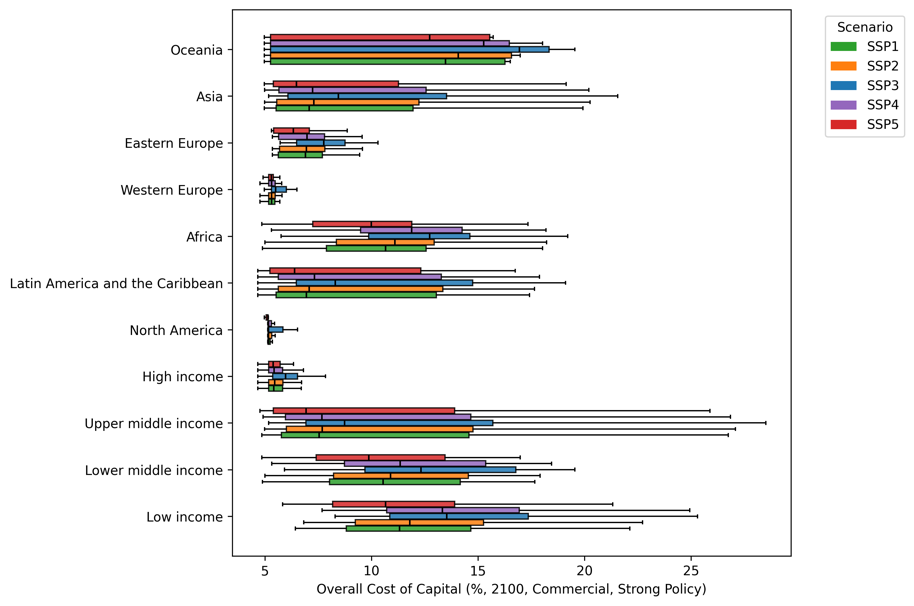 Scenario
SSP1
SSP2
SSP3
SSP4
SSP5
Oceania
Asia
Eastern Europe
Western Europe
Africa
Latin America and the Caribbean
North America
High income
Upper middle income
Lower middle income
Low income
5 10 15 20 25
Overall Cost of Capital (%, 2100, Commercial, Strong Policy)